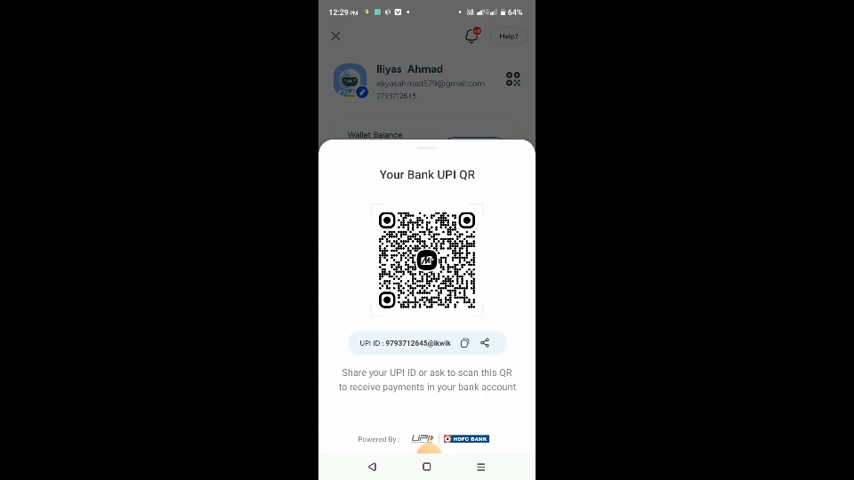 12:29 PM
64%
Help?
Iliyas Ahmad
eliyasahmad579@gmail.com
9793712645
Wallet Balance
Your Bank UPI QR
UPI ID : 9793712645@ikwik
Share your UPI ID or ask to scan this QR
to receive payments in your bank account
Powered By : UPI HDFC BANK